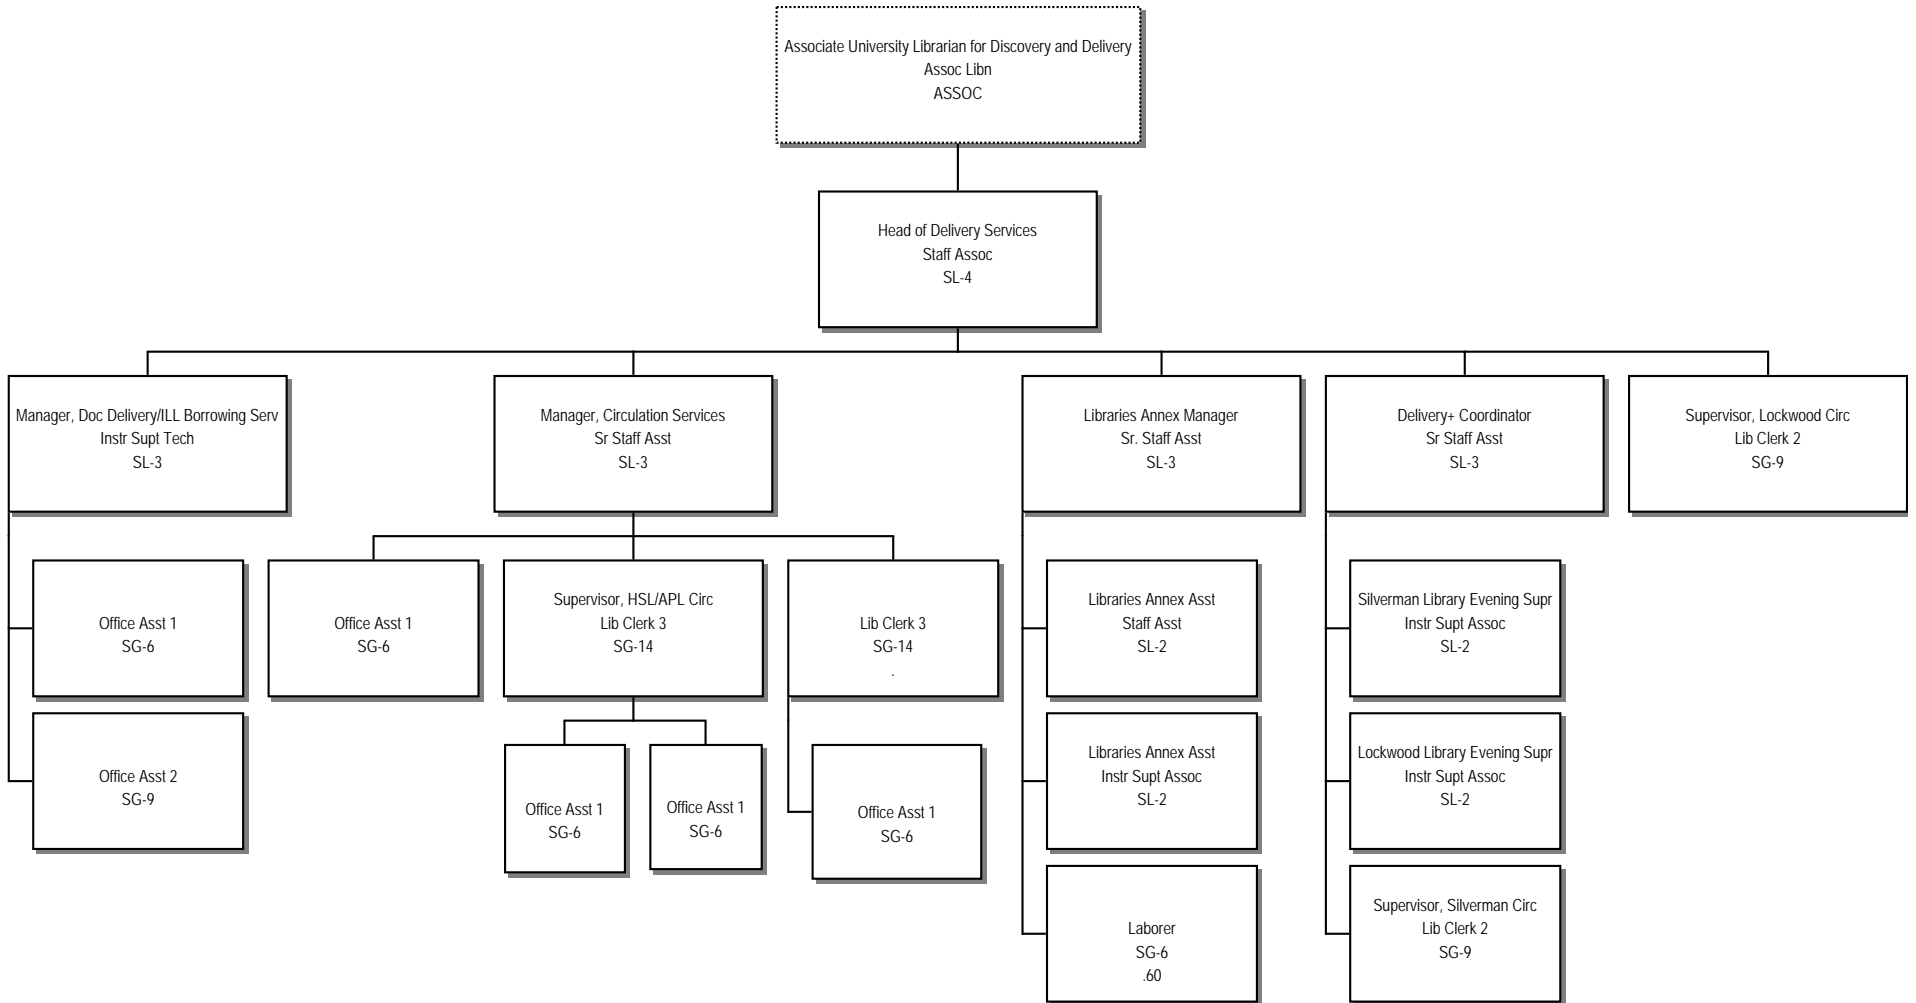 Associate University Librarian for Discovery and Delivery
Assoc Libn
ASSOC
Head of Delivery Services
Staff Assoc
SL-4
Manager, Doc Delivery/ILL Borrowing Serv
Instr Supt Tech
SL-3
Manager, Circulation Services
Sr Staff Asst
SL-3
Libraries Annex Manager
Sr. Staff Asst
SL-3
Delivery+ Coordinator
Sr Staff Asst
SL-3
Supervisor, Lockwood Circ
Lib Clerk 2
SG-9
Office Asst 1
SG-6
Office Asst 1
SG-6
Supervisor, HSL/APL Circ
Lib Clerk 3
SG-14
Lib Clerk 3
SG-14
.
Libraries Annex Asst
Staff Asst
SL-2
Silverman Library Evening Supr
Instr Supt Assoc
SL-2
Office Asst 2
SG-9
Office Asst 1
SG-6
Office Asst 1
SG-6
Office Asst 1
SG-6
Libraries Annex Asst
Instr Supt Assoc
SL-2
Lockwood Library Evening Supr
Instr Supt Assoc
SL-2
Laborer
SG-6
.60
Supervisor, Silverman Circ
Lib Clerk 2
SG-9